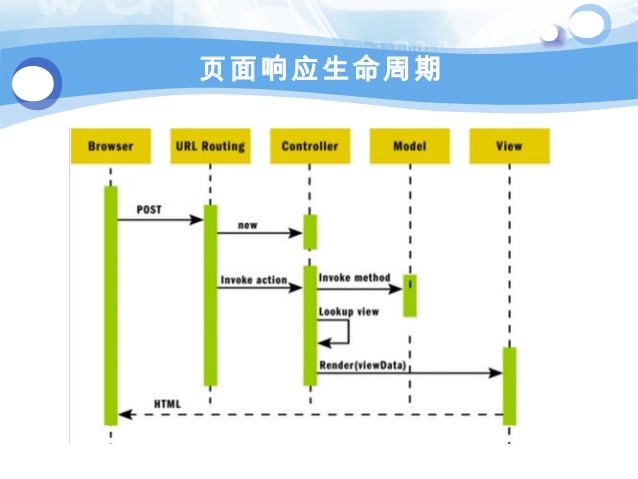 页面响应生命周期
Browser
URL Routing
Controller
Model
View
POST
new
Invoke action
Invoke method
Lookup view
Render(viewData)
HTML